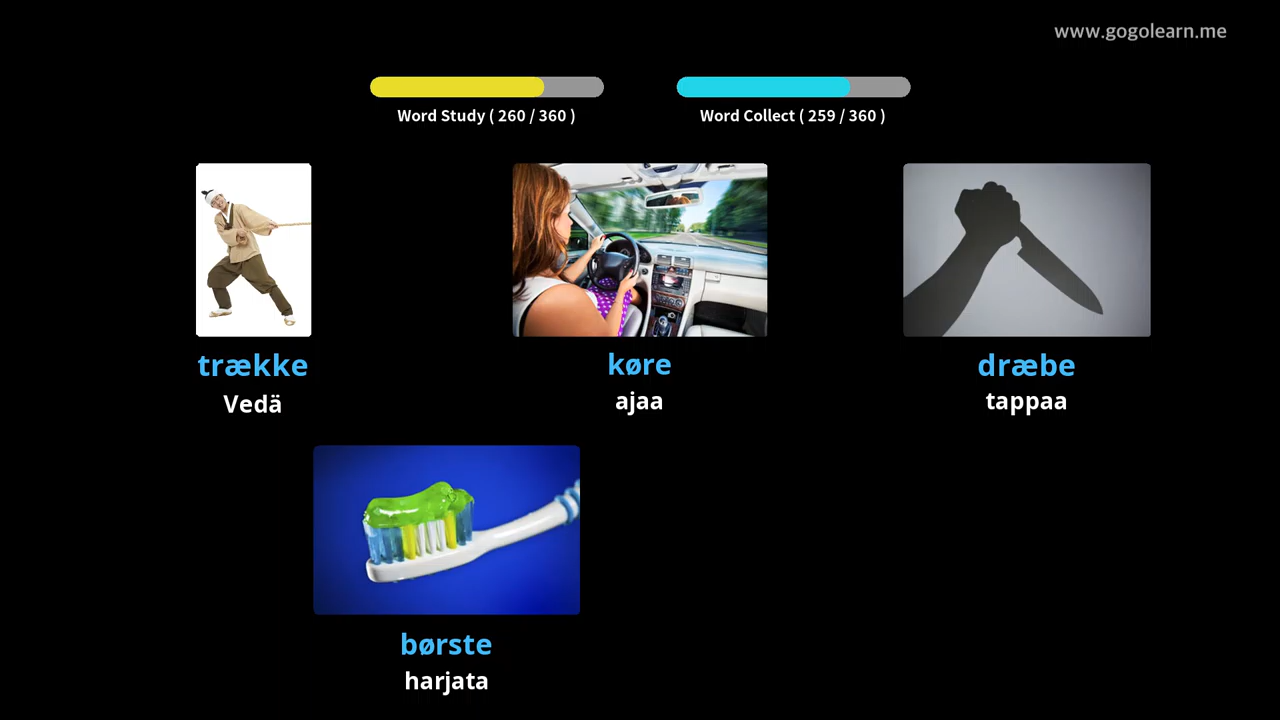 www.gogolearn.me
Word Study ( 260 / 360 )
Word Collect ( 259 / 360 )
trække
Vedä
køre
ajaa
dræbe
tappaa
børste
harjata